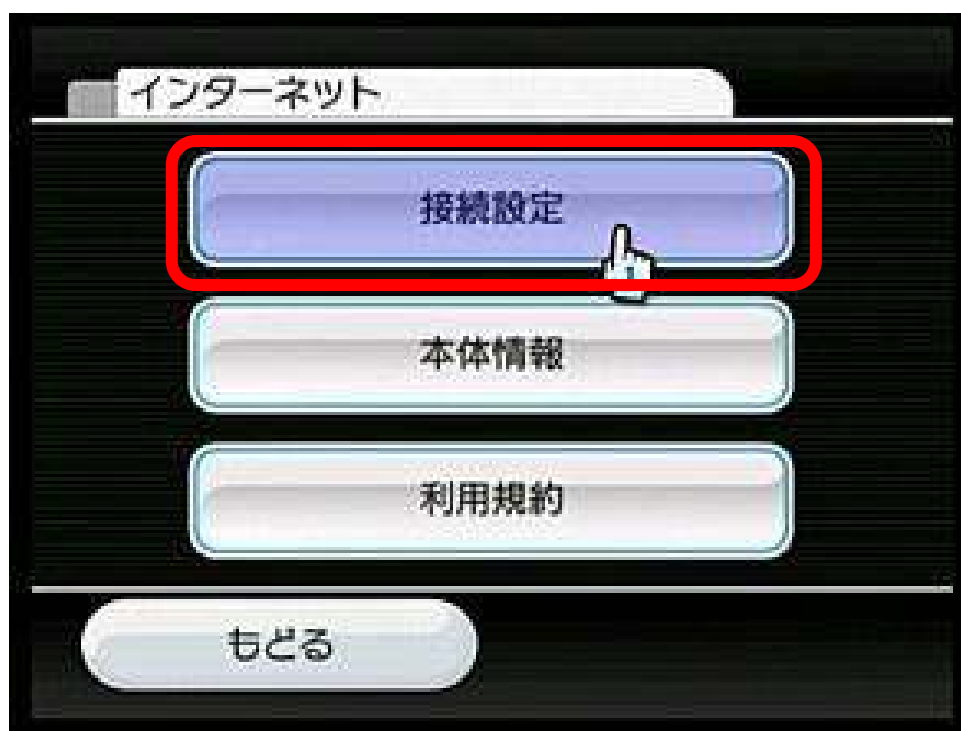 インターネット
接続設定
本体情報
利用規約
もどる